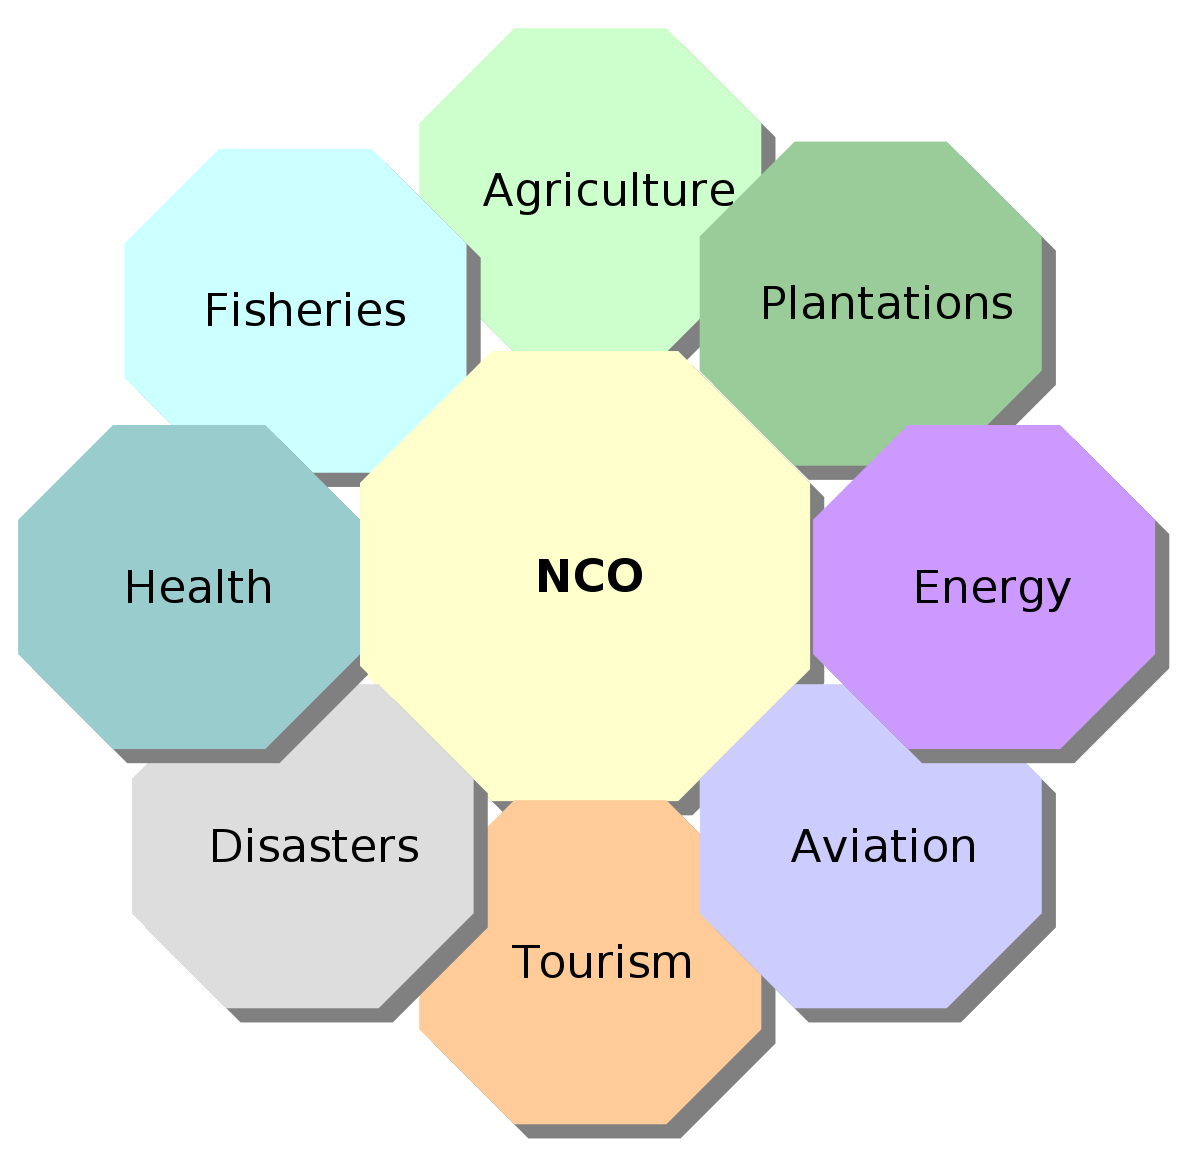 Agriculture
Plantations
Fisheries
NCO
Health
Energy
Disasters
Aviation
Tourism